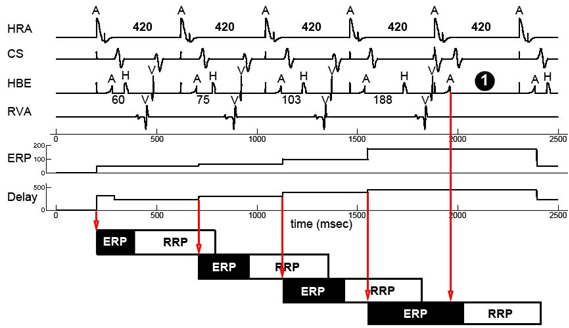 A A A A A A
HRA 420 420 420 420 420
CS
HBE A H V A H V A H V A H V A 1 A H
60 75 103 188
RVA
0 500 1000 1500 2000 2500
200
ERP 100
0
500
Delay
0
0 500 1000 1500 2000 2500
time (msec)
ERP RRP
ERP RRP
ERP RRP
ERP RRP